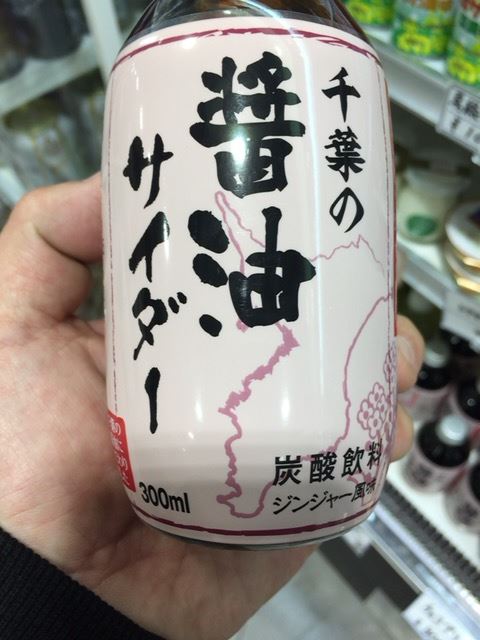 千葉の
醤油
サイダー
炭酸飲料
ジンジャー風味
300ml